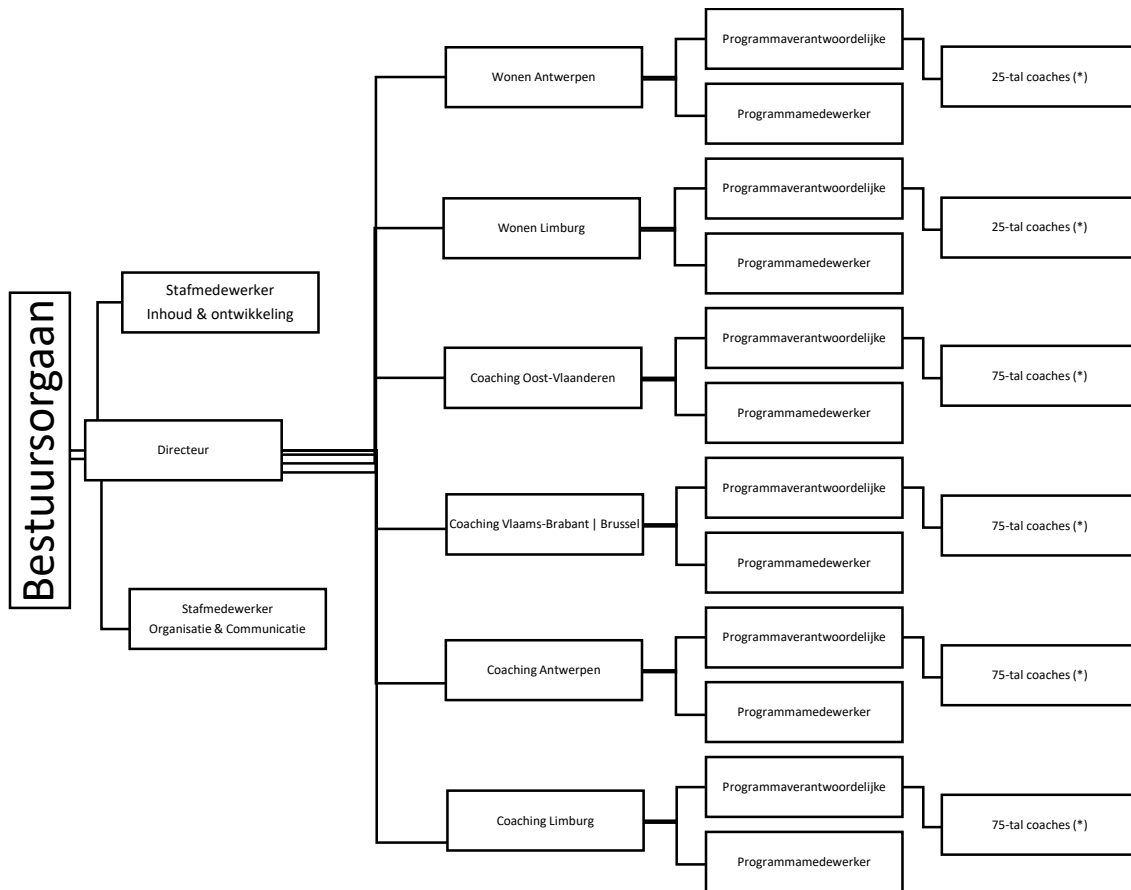 Bestuursorgaan
Stafmedewerker
Inhoud & ontwikkeling
Directeur
Stafmedewerker
Organisatie & Communicatie
Wonen Antwerpen
Programmaverantwoordelijke
Programmamedewerker
25-tal coaches (*)
Wonen Limburg
Programmaverantwoordelijke
Programmamedewerker
25-tal coaches (*)
Coaching Oost-Vlaanderen
Programmaverantwoordelijke
Programmamedewerker
75-tal coaches (*)
Coaching Vlaams-Brabant | Brussel
Programmaverantwoordelijke
Programmamedewerker
75-tal coaches (*)
Coaching Antwerpen
Programmaverantwoordelijke
Programmamedewerker
75-tal coaches (*)
Coaching Limburg
Programmaverantwoordelijke
Programmamedewerker
75-tal coaches (*)